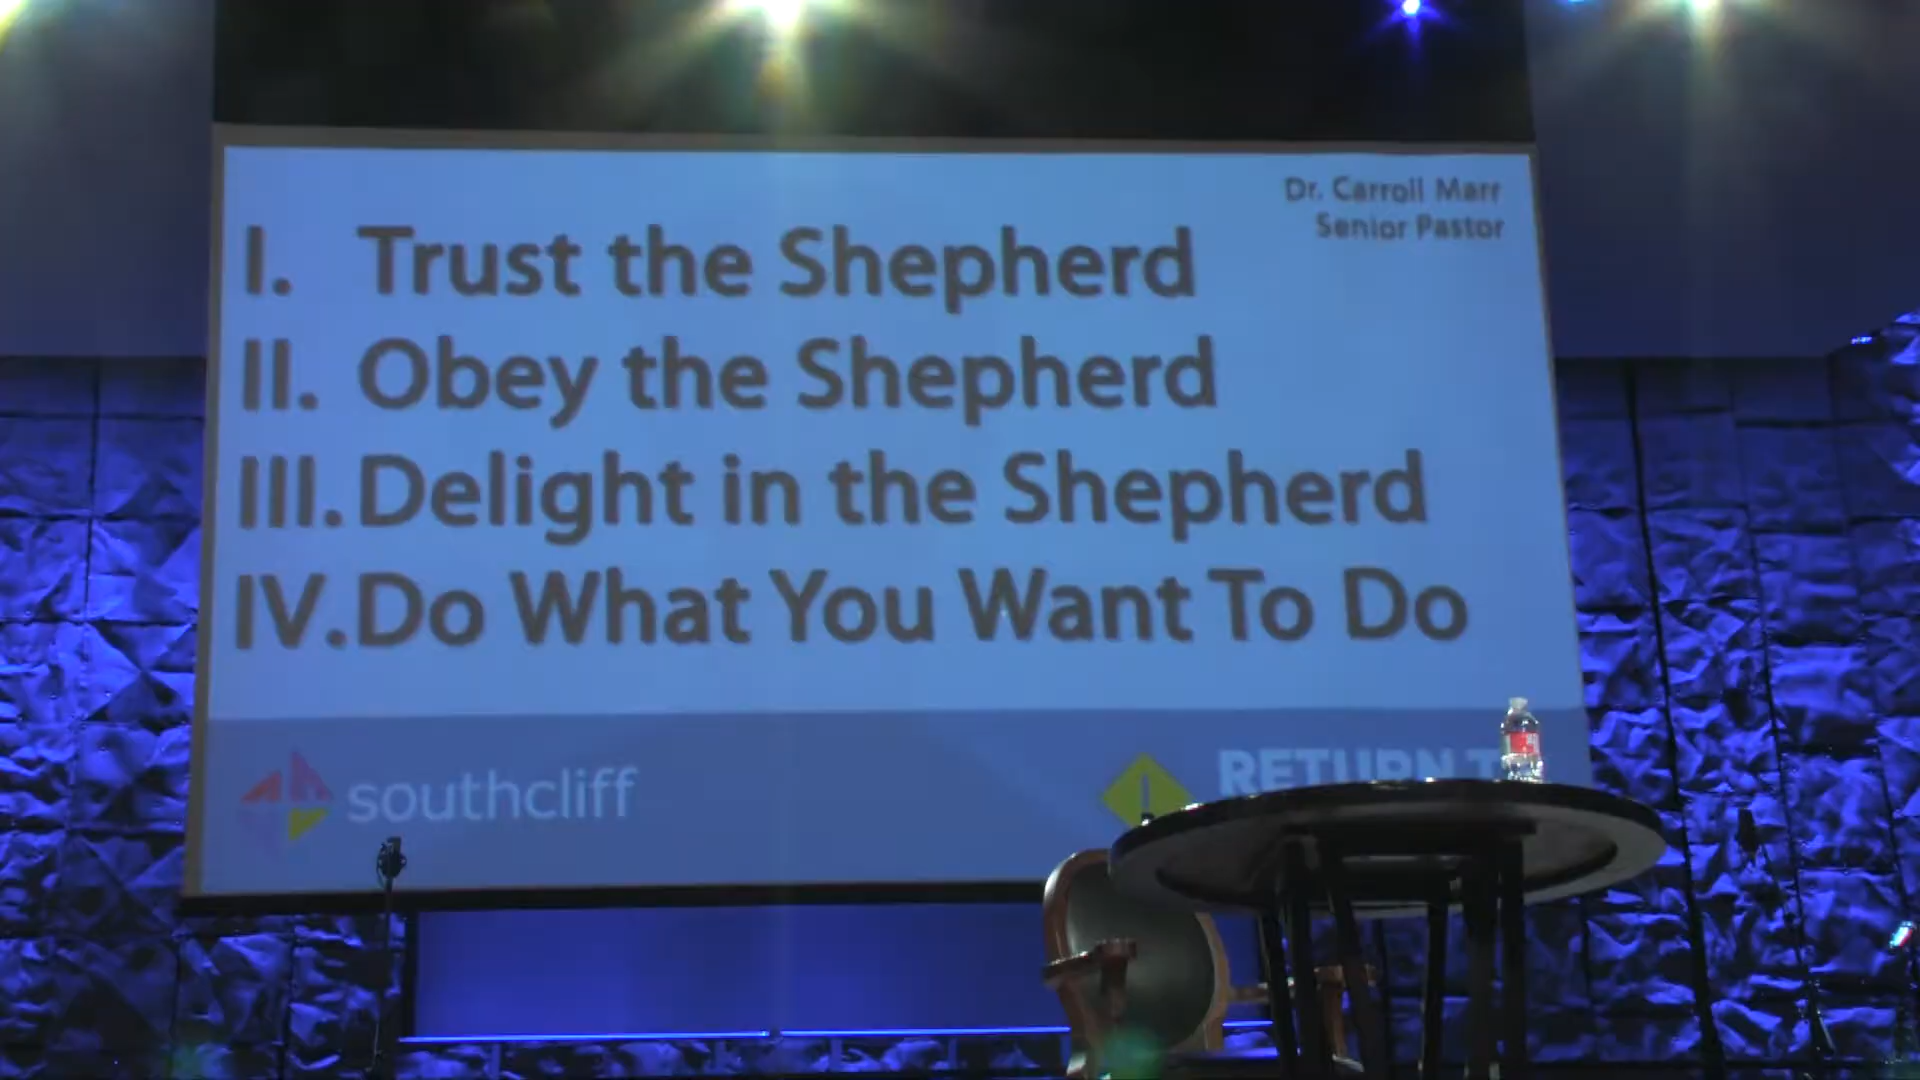 Dr. Carroll Marr
Senior Pastor
I. Trust the Shepherd
II. Obey the Shepherd
III. Delight in the Shepherd
IV. Do What You Want To Do
southcliff
RETURN